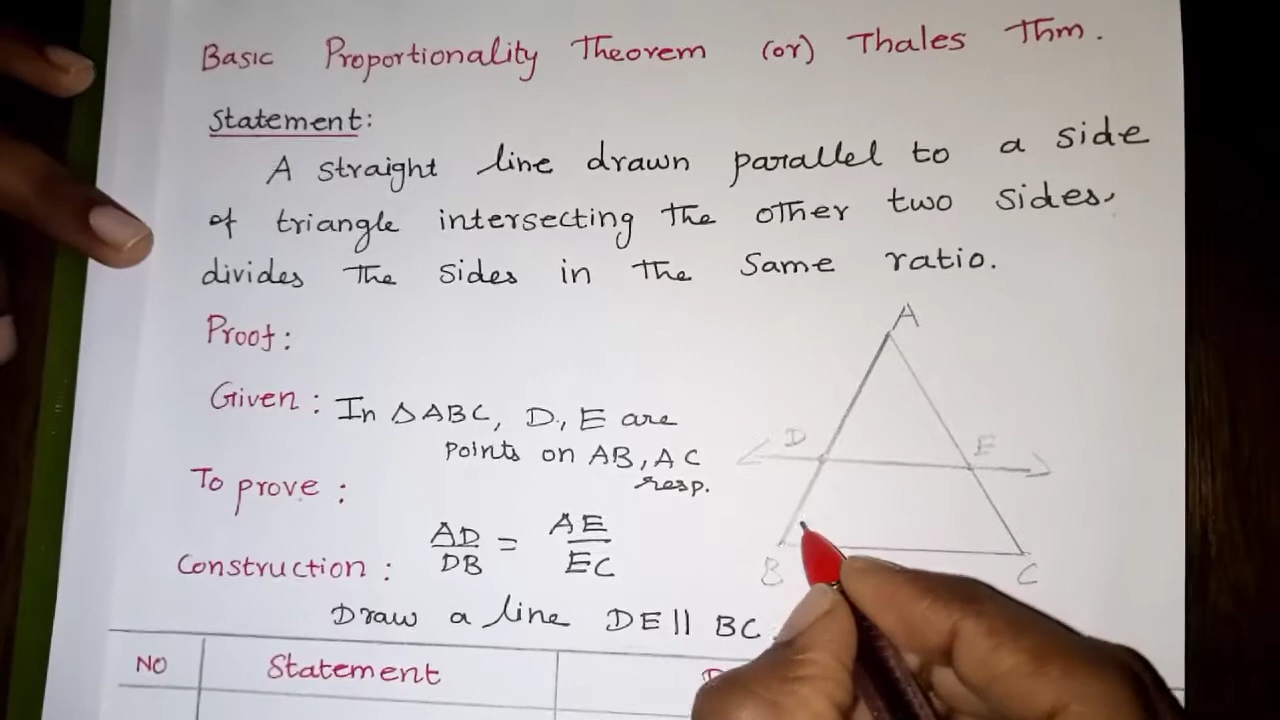 Basic Proportionality Theorem (or) Thales Thm.
Statement:
A straight line drawn parallel to a side
of triangle intersecting the other two sides,
divides the sides in the same ratio.
Proof:
A
Given: In △ABC, D, E are
points on AB, AC
resp.
D E
To prove:
AD/DB = AE/EC
Construction:
B C
Draw a line DE || BC
NO Statement